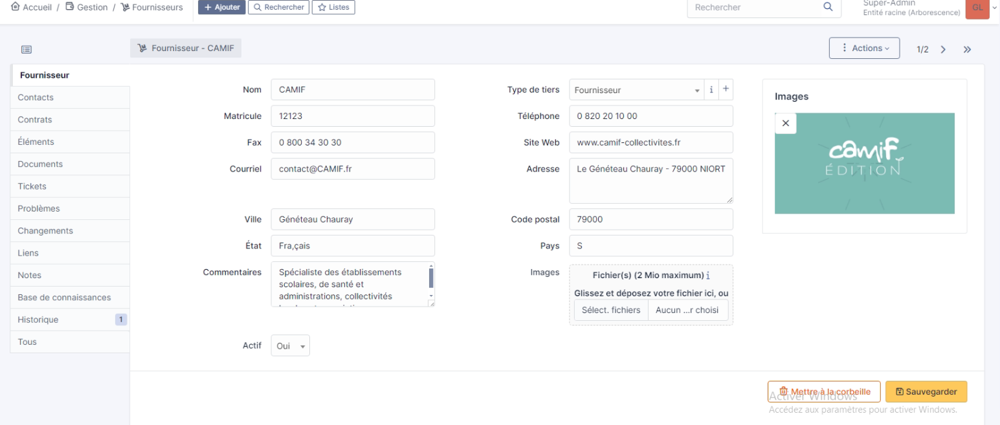 Accueil / Gestion / Fournisseurs + Ajouter Rechercher Listes Rechercher Super-Admin
Entité racine (Arborescence) GL
Fournisseur - CAMIF Actions 1/2
Fournisseur
Contacts
Contrats
Éléments
Documents
Tickets
Problèmes
Changements
Liens
Notes
Base de connaissances
Historique 1
Tous
Nom CAMIF Type de tiers Fournisseur i +
Matricule 12123 Téléphone 0 820 20 10 00
Fax 0 800 34 30 30 Site Web www.camif-collectivites.fr
Courriel contact@CAMIF.fr Adresse Le Généteau Chauray - 79000 NIORT
Ville Généteau Chauray Code postal 79000
État Fra,çais Pays S
Commentaires Spécialiste des établissements
scolaires, de santé et
administrations, collectivités
Images Fichier(s) (2 Mio maximum) i
Glissez et déposez votre fichier ici, ou
Sélect. fichiers Aucun ...r choisi
Actif Oui
Images
camif
ÉDITION
Mettre à la corbeille Sauvegarder
Activer Windows
Accédez aux paramètres pour activer Windows.